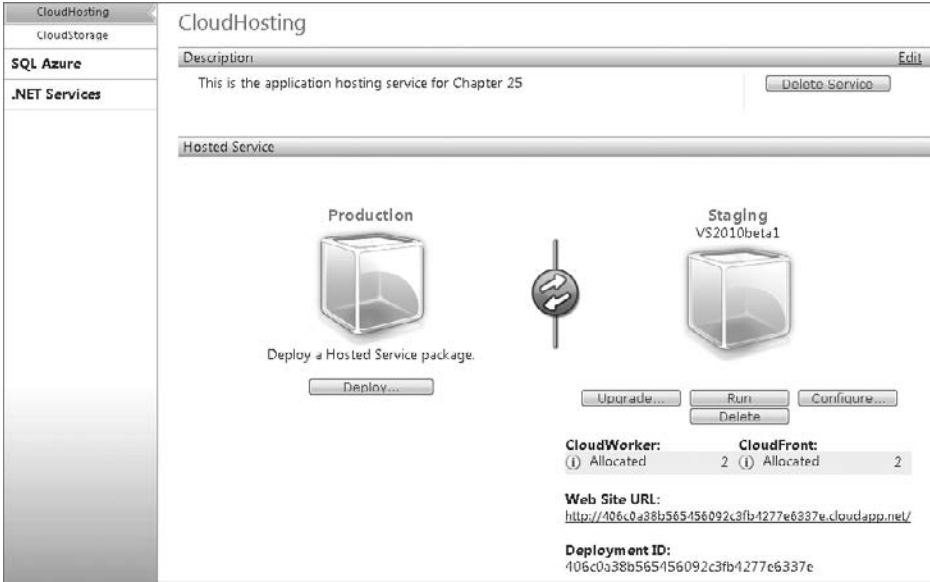 CloudHosting
CloudStorage
SQL Azure
.NET Services
CloudHosting
Description
Edit
This is the application hosting service for Chapter 25
Delete Service
Hosted Service
Production
Deploy a Hosted Service package.
Deploy...
Staging
VS2010beta1
Upgrade...
Run
Configure...
Delete
CloudWorker:
CloudFront:
Allocated 2
Allocated 2
Web Site URL:
http://406c0a38b565456092c3fb4277e6337e.cloudapp.net/
Deployment ID:
406c0a38b565456092c3fb4277e6337e